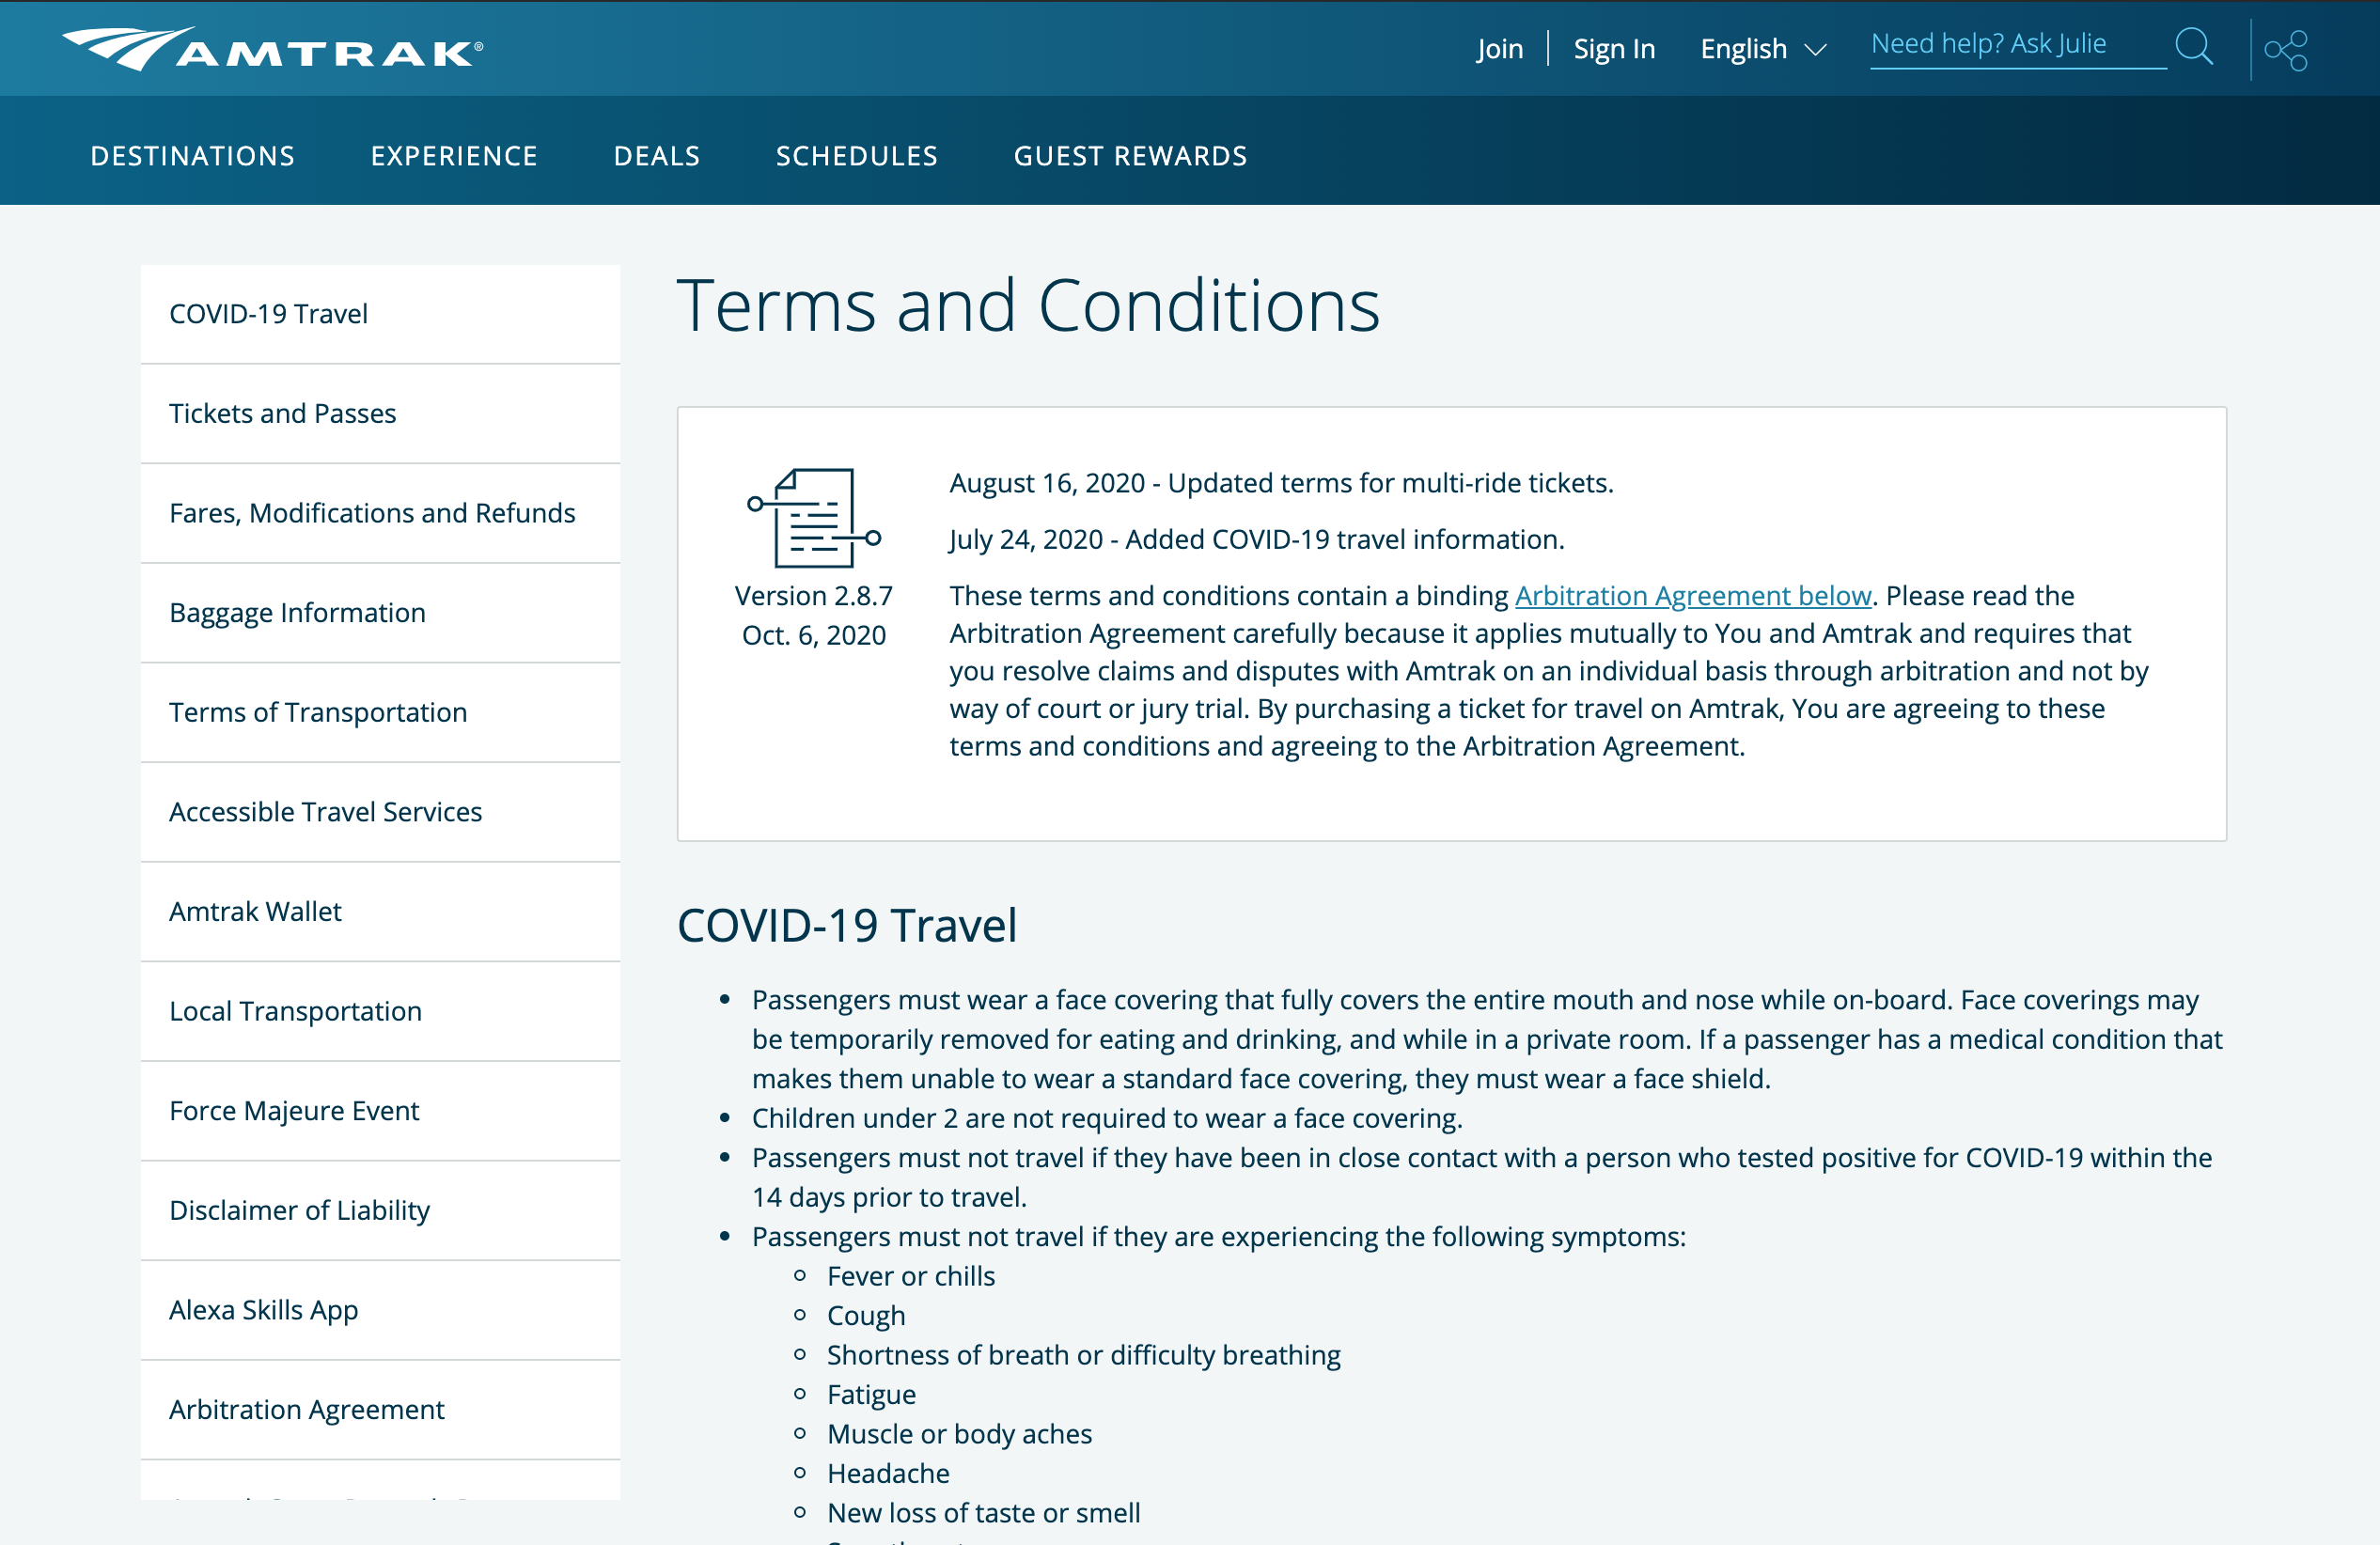 AMTRAK®
Join
Sign In
English
Need help? Ask Julie
DESTINATIONS
EXPERIENCE
DEALS
SCHEDULES
GUEST REWARDS
COVID-19 Travel
Tickets and Passes
Fares, Modifications and Refunds
Baggage Information
Terms of Transportation
Accessible Travel Services
Amtrak Wallet
Local Transportation
Force Majeure Event
Disclaimer of Liability
Alexa Skills App
Arbitration Agreement
Terms and Conditions
Version 2.8.7
Oct. 6, 2020
August 16, 2020 - Updated terms for multi-ride tickets.
July 24, 2020 - Added COVID-19 travel information.
These terms and conditions contain a binding Arbitration Agreement below. Please read the
Arbitration Agreement carefully because it applies mutually to You and Amtrak and requires that
you resolve claims and disputes with Amtrak on an individual basis through arbitration and not by
way of court or jury trial. By purchasing a ticket for travel on Amtrak, You are agreeing to these
terms and conditions and agreeing to the Arbitration Agreement.
COVID-19 Travel
• Passengers must wear a face covering that fully covers the entire mouth and nose while on-board. Face coverings may
be temporarily removed for eating and drinking, and while in a private room. If a passenger has a medical condition that
makes them unable to wear a standard face covering, they must wear a face shield.
• Children under 2 are not required to wear a face covering.
• Passengers must not travel if they have been in close contact with a person who tested positive for COVID-19 within the
14 days prior to travel.
• Passengers must not travel if they are experiencing the following symptoms:
○ Fever or chills
○ Cough
○ Shortness of breath or difficulty breathing
○ Fatigue
○ Muscle or body aches
○ Headache
○ New loss of taste or smell